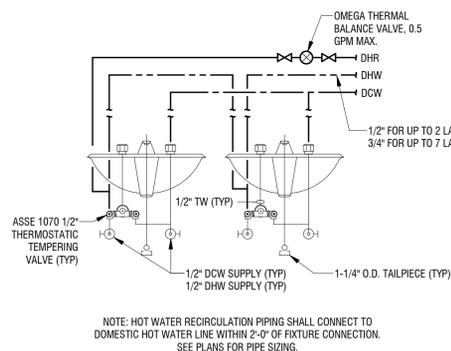 OMEGA THERMAL
BALANCE VALVE, 0.5
GPM MAX.
DHR
DHW
DCW
1/2" FOR UP TO 2 LA
3/4" FOR UP TO 7 LA
1/2" TW (TYP)
ASSE 1070 1/2"
THERMOSTATIC
TEMPERING
VALVE (TYP)
1/2" DCW SUPPLY (TYP)
1/2" DHW SUPPLY (TYP)
1-1/4" O.D. TAILPIECE (TYP)
NOTE: HOT WATER RECIRCULATION PIPING SHALL CONNECT TO
DOMESTIC HOT WATER LINE WITHIN 2'-0" OF FIXTURE CONNECTION.
SEE PLANS FOR PIPE SIZING.